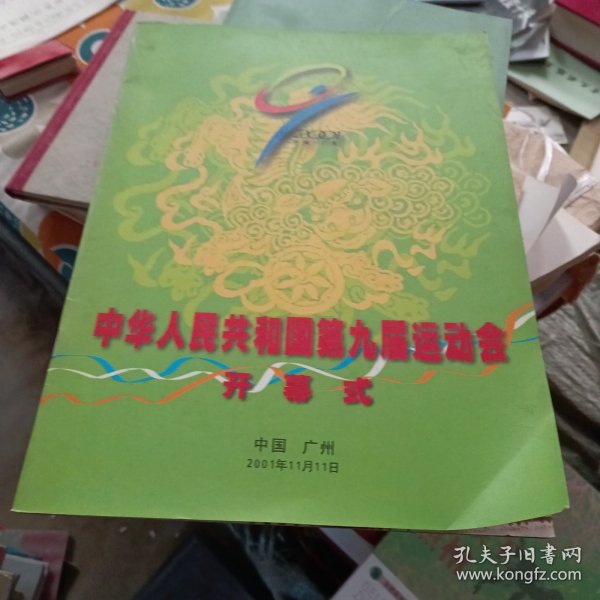 中华人民共和国第九届运动会
开幕式
中国 广州
2001年11月11日
孔夫子旧书网
www.kongfz.com